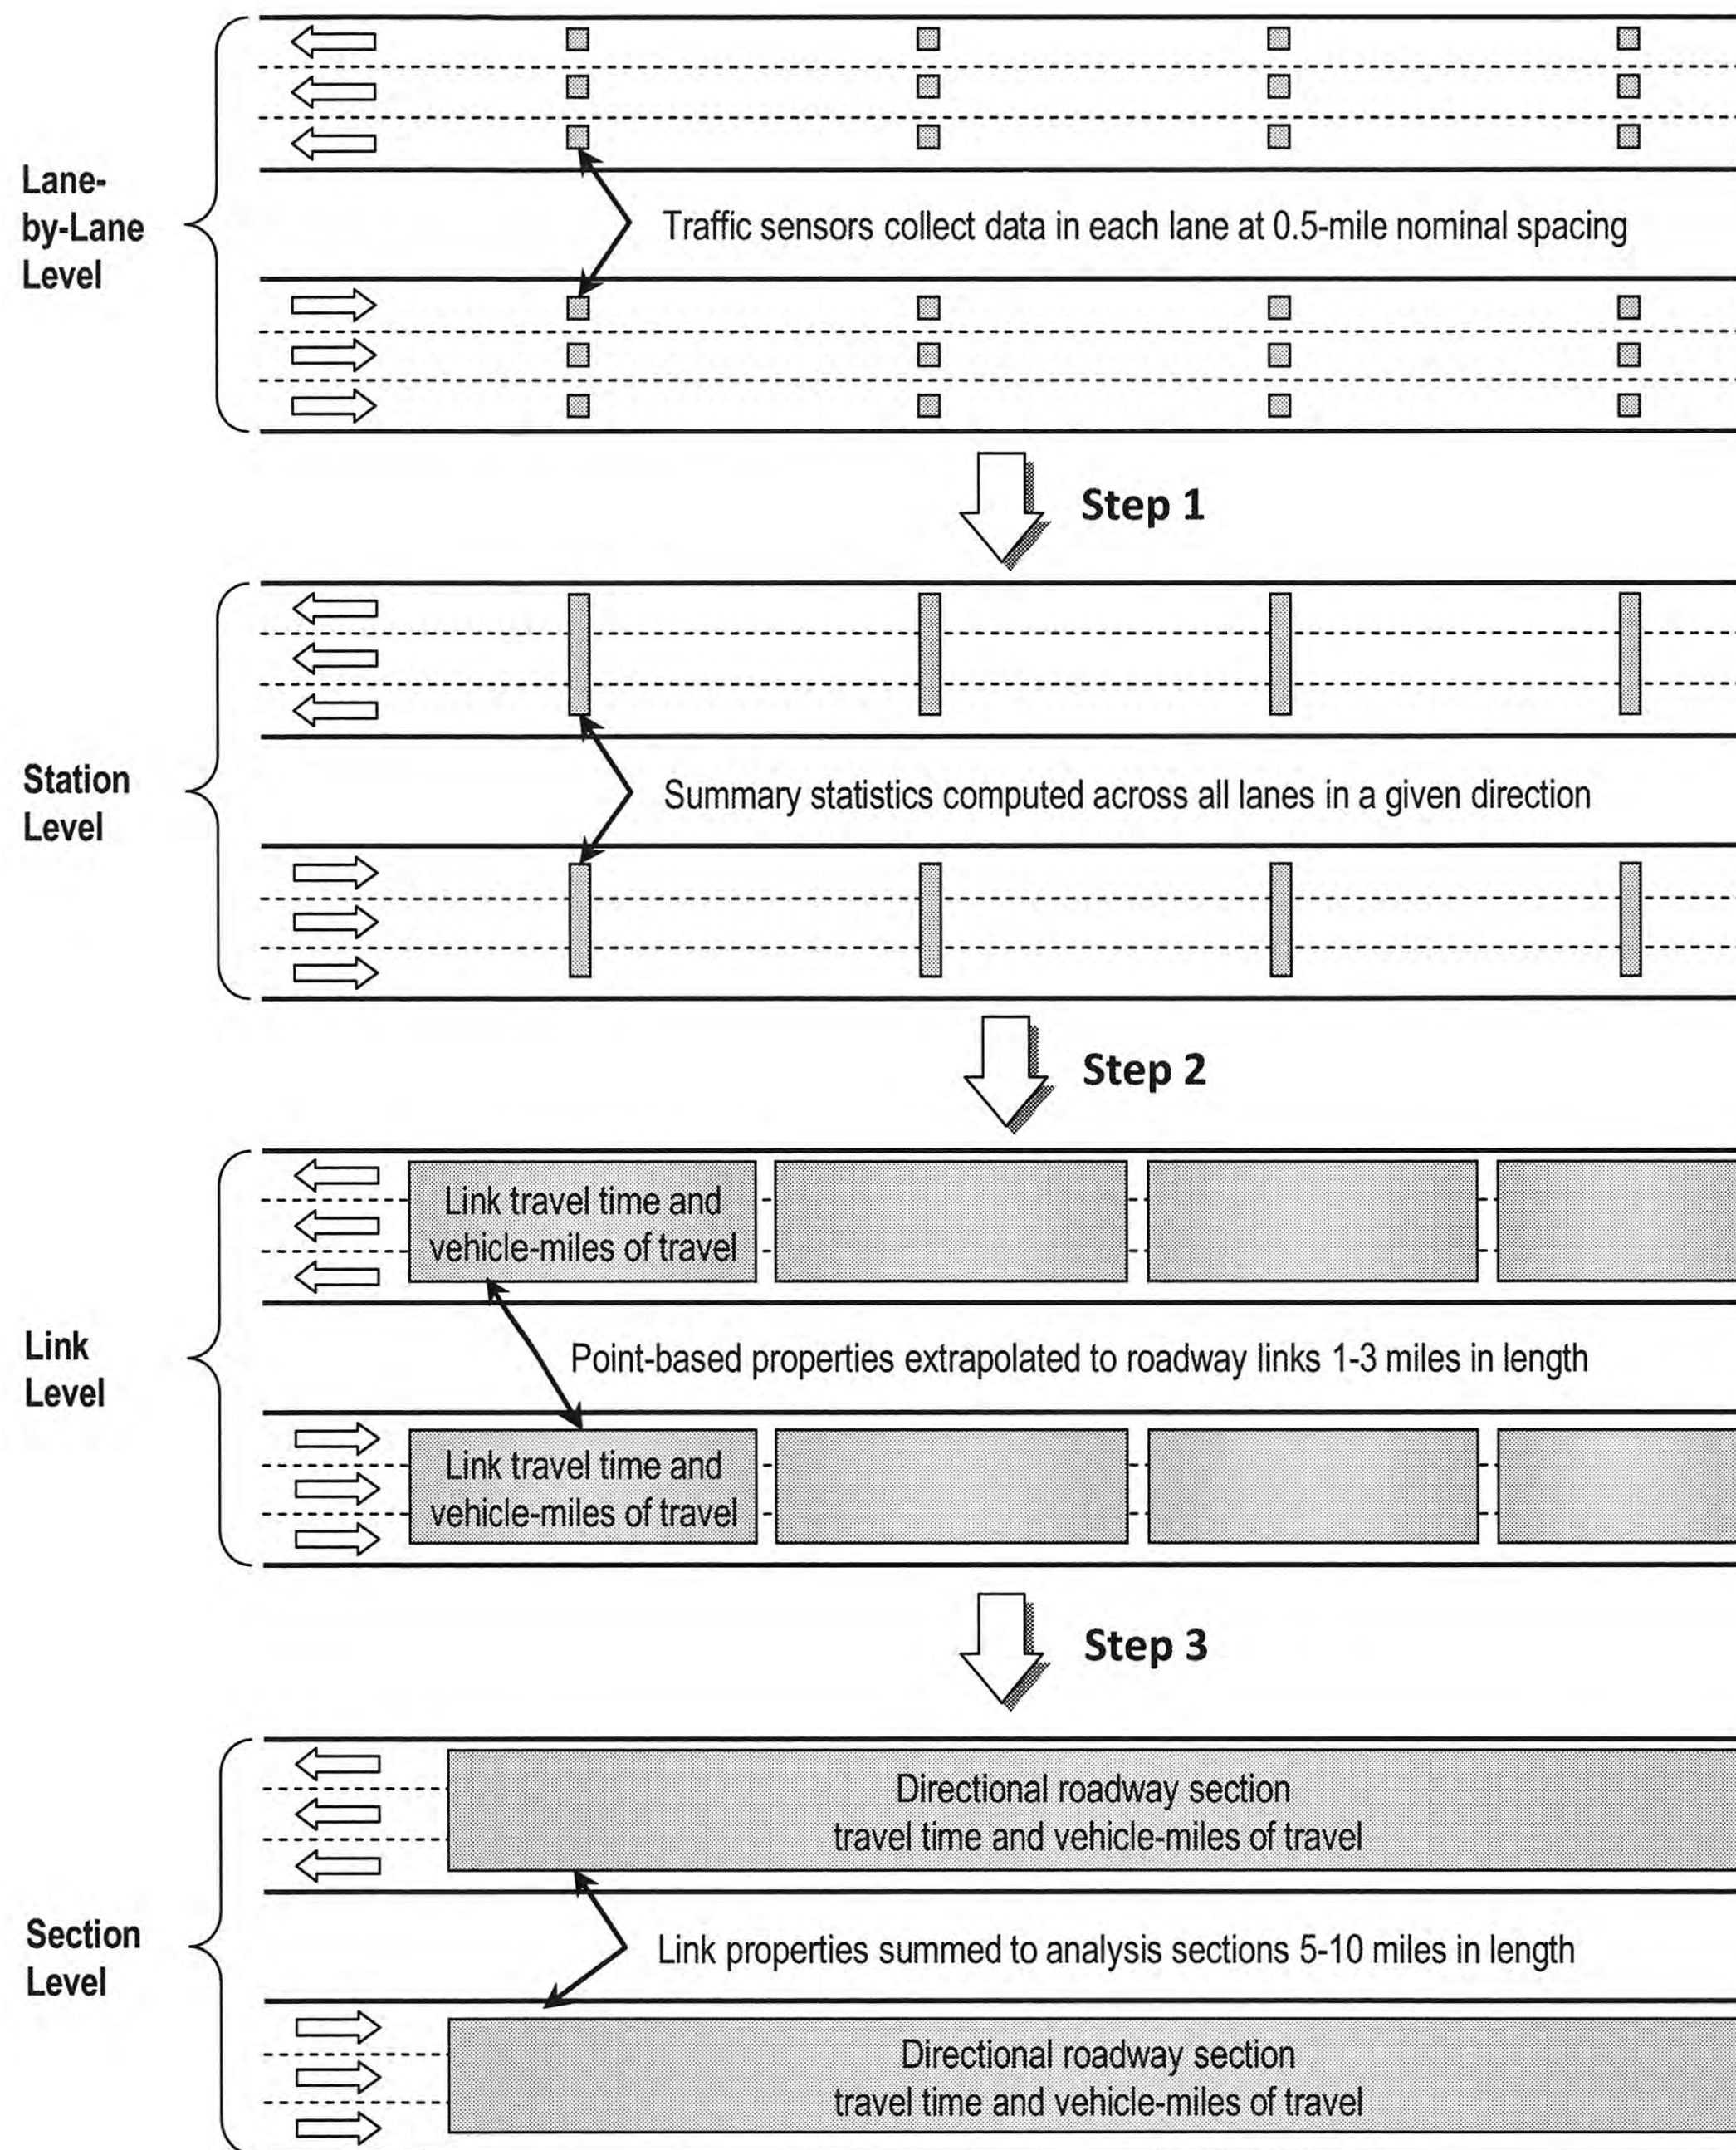 Lane-
by-Lane
Level
Traffic sensors collect data in each lane at 0.5-mile nominal spacing
Step 1
Station
Level
Summary statistics computed across all lanes in a given direction
Step 2
Link travel time and
vehicle-miles of travel
Link
Level
Point-based properties extrapolated to roadway links 1-3 miles in length
Link travel time and
vehicle-miles of travel
Step 3
Directional roadway section
travel time and vehicle-miles of travel
Section
Level
Link properties summed to analysis sections 5-10 miles in length
Directional roadway section
travel time and vehicle-miles of travel